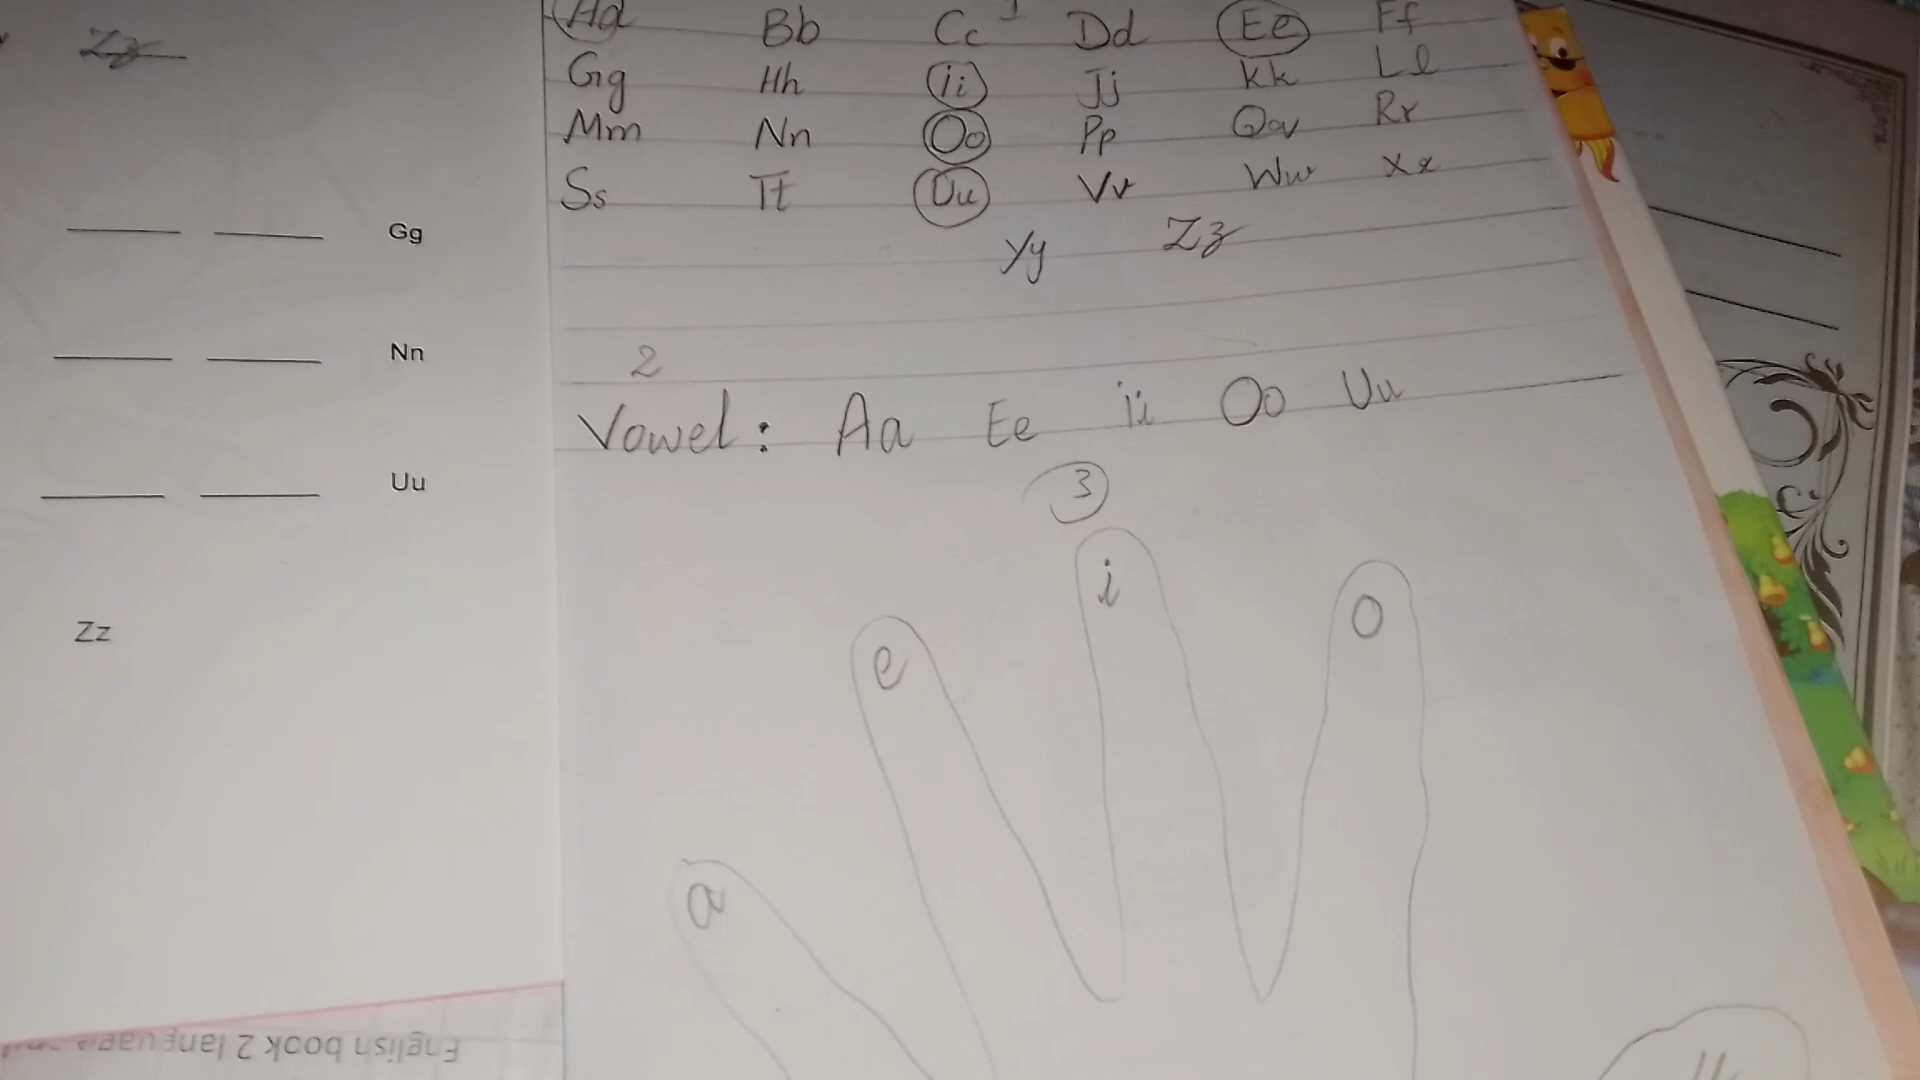 Zz
Gg
Nn
Uu
Zz
English book 2
1
Aa Bb Cc Dd Ee Ff
Gg Hh ii Jj kk Ll
Mm Nn Oo Pp Qq Rr
Ss Tt Uu Vv Ww Xx
Yy Zz
2
Vowel: Aa Ee ii Oo Uu
3
a e i o u